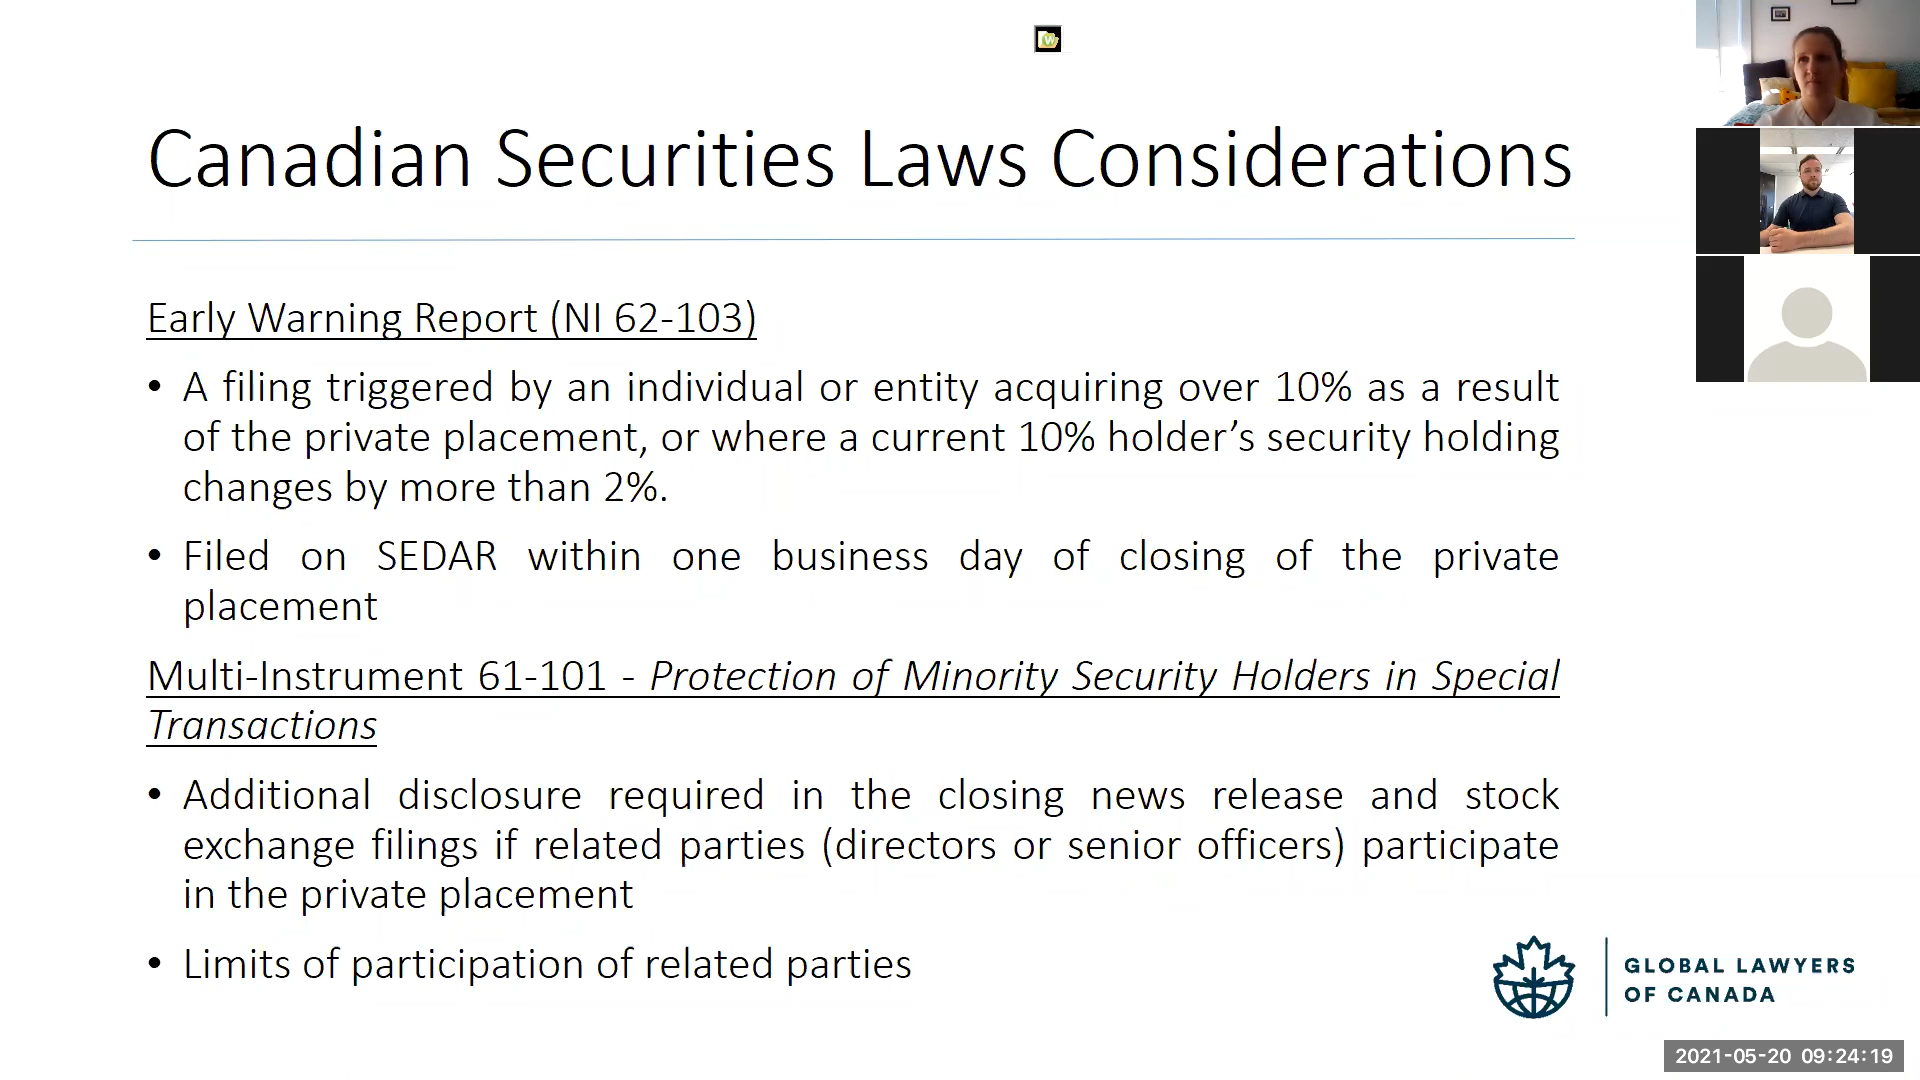 Canadian Securities Laws Considerations
Early Warning Report (NI 62-103)
• A filing triggered by an individual or entity acquiring over 10% as a result
of the private placement, or where a current 10% holder’s security holding
changes by more than 2%.
• Filed on SEDAR within one business day of closing of the private
placement
Multi-Instrument 61-101 - Protection of Minority Security Holders in Special
Transactions
• Additional disclosure required in the closing news release and stock
exchange filings if related parties (directors or senior officers) participate
in the private placement
• Limits of participation of related parties
GLOBAL LAWYERS
OF CANADA
2021-05-20 09:24:19